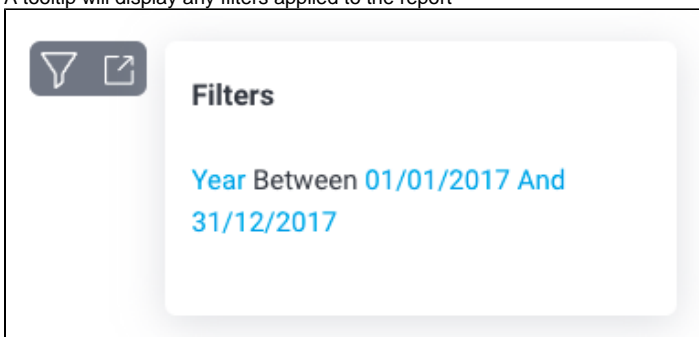 A tooltip will display any filters applied to the report
Filters
Year Between 01/01/2017 And
31/12/2017